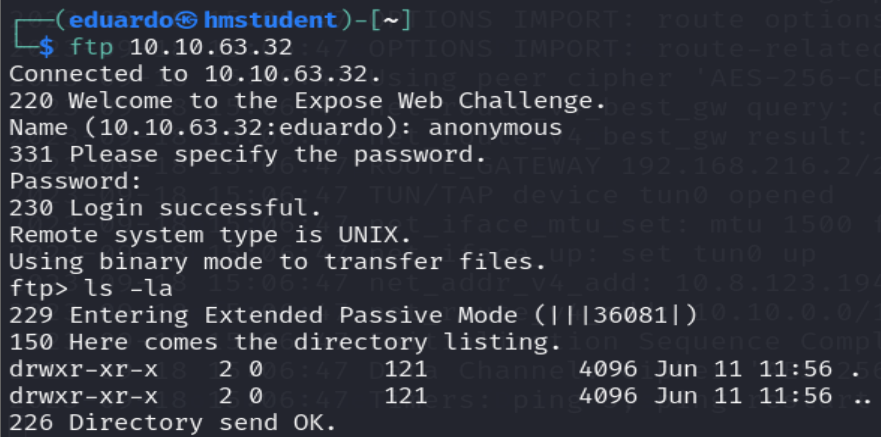 ┌──(eduardo㉿hmstudent)-[~]
└─$ ftp 10.10.63.32
Connected to 10.10.63.32.
220 Welcome to the Expose Web Challenge.
Name (10.10.63.32:eduardo): anonymous
331 Please specify the password.
Password:
230 Login successful.
Remote system type is UNIX.
Using binary mode to transfer files.
ftp> ls -la
229 Entering Extended Passive Mode (|||36081|)
150 Here comes the directory listing.
drwxr-xr-x    2 0        121          4096 Jun 11 11:56 .
drwxr-xr-x    2 0        121          4096 Jun 11 11:56 ..
226 Directory send OK.